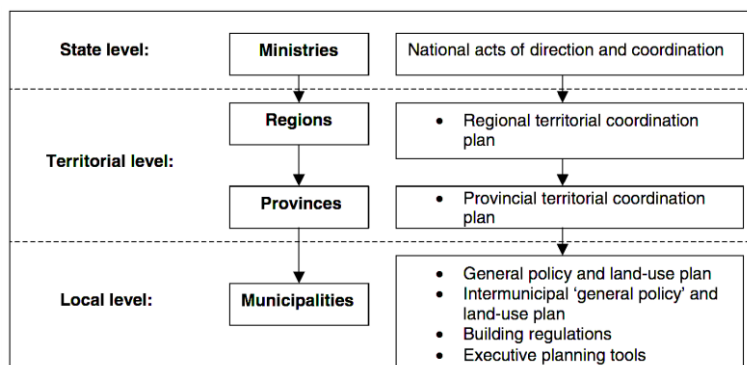 State level:
Ministries
National acts of direction and coordination
Territorial level:
Regions
• Regional territorial coordination
plan
Provinces
• Provincial territorial coordination
plan
Local level:
Municipalities
• General policy and land-use plan
• Intermunicipal ‘general policy’ and
land-use plan
• Building regulations
• Executive planning tools